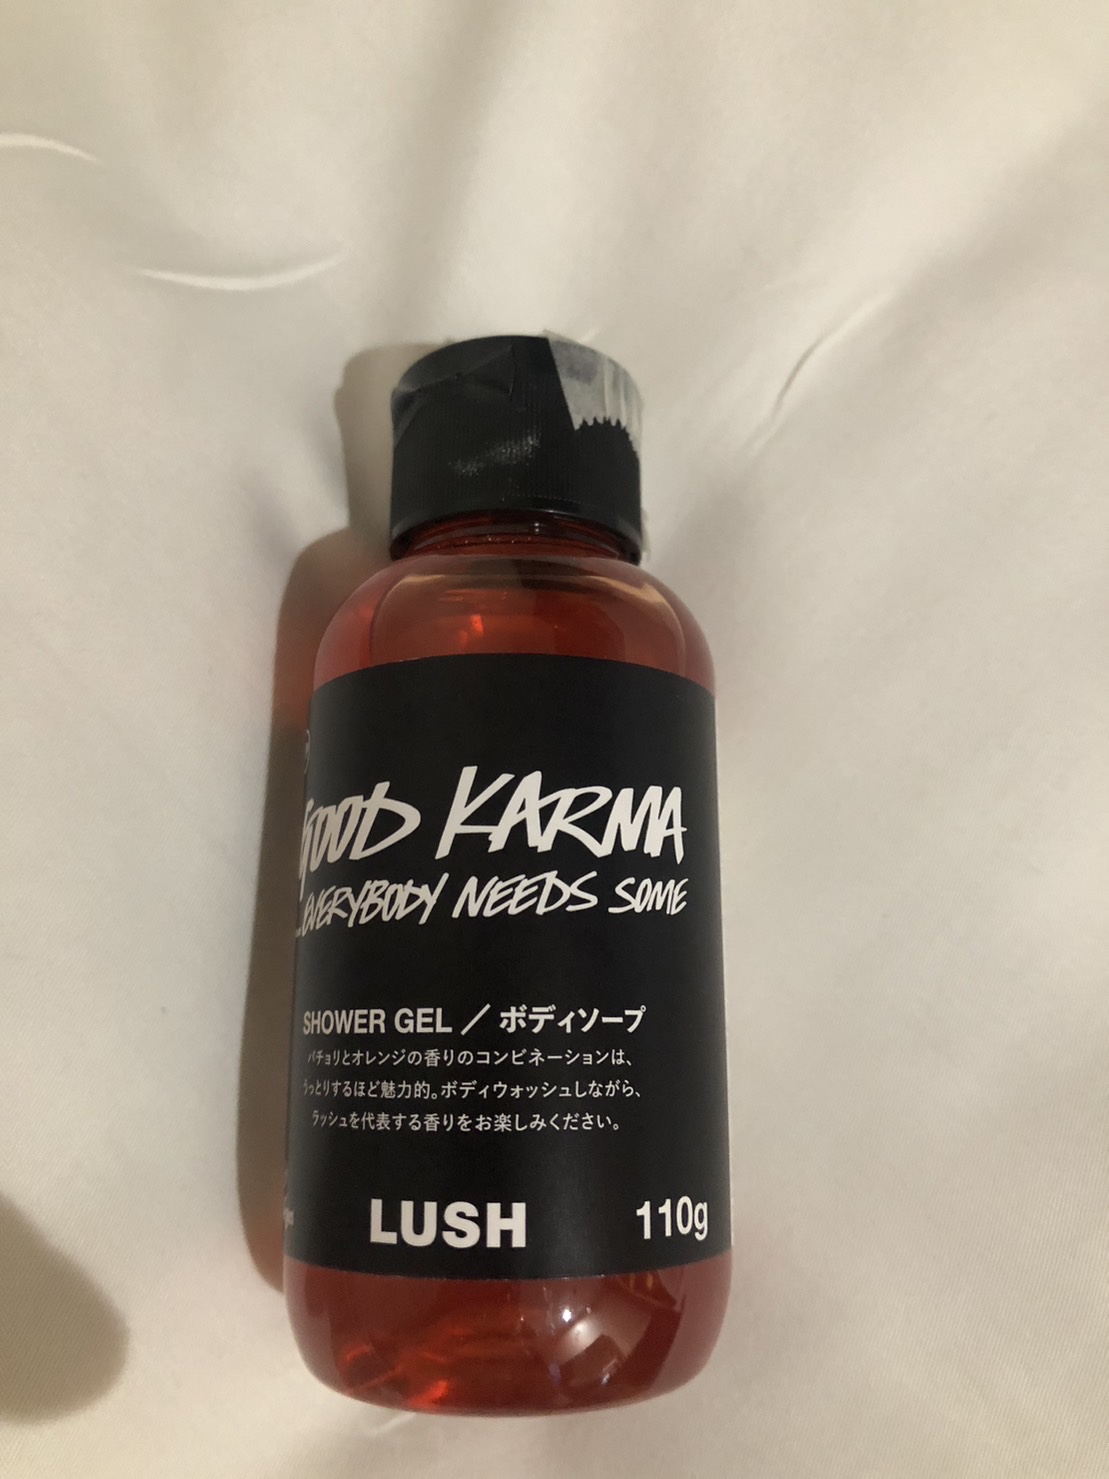 GOOD KARMA
...EVERYBODY NEEDS SOME
SHOWER GEL／ボディソープ
パチョリとオレンジの香りのコンビネーションは、
うっとりするほど魅力的。ボディウォッシュしながら、
ラッシュを代表する香りをお楽しみください。
LUSH 110g